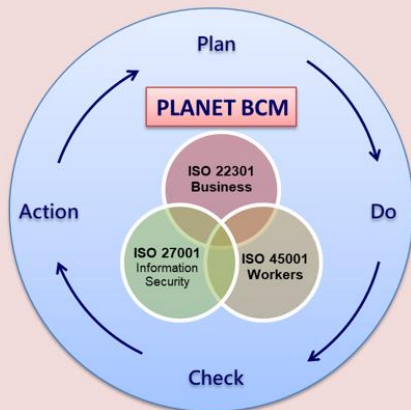 Plan
PLANET BCM
ISO 22301
Business
Action
Do
ISO 27001
Information
Security
ISO 45001
Workers
Check